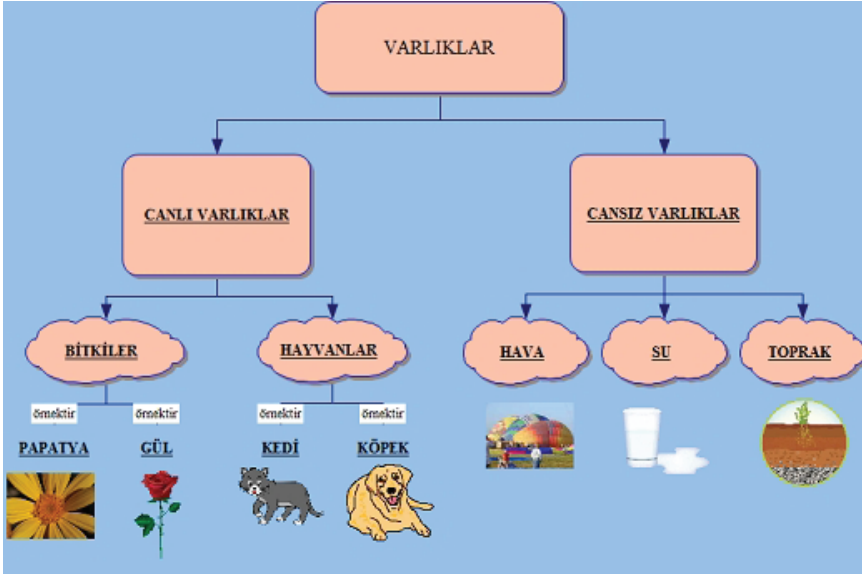 VARLIKLAR
CANLI VARLIKLAR
CANSIZ VARLIKLAR
BİTKİLER
HAYVANLAR
HAVA
SU
TOPRAK
örnektir
örnektir
örnektir
örnektir
PAPATYA
GÜL
KEDİ
KÖPEK